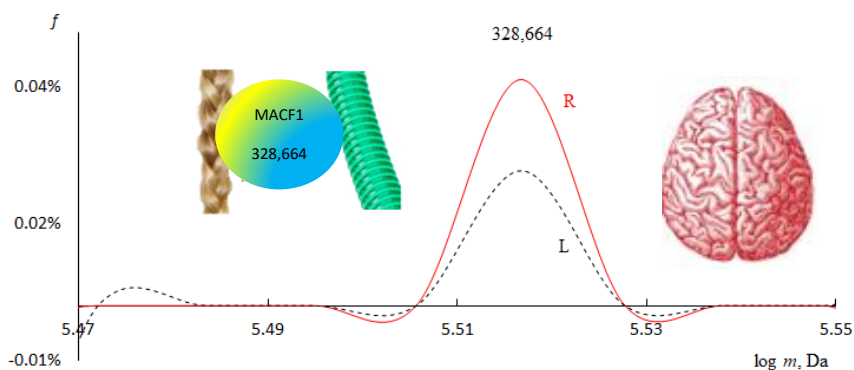 f
328,664
0.04%
R
MACF1
328,664
0.02%
L
5.47
5.49
5.51
5.53
5.55
-0.01%
log m, Da